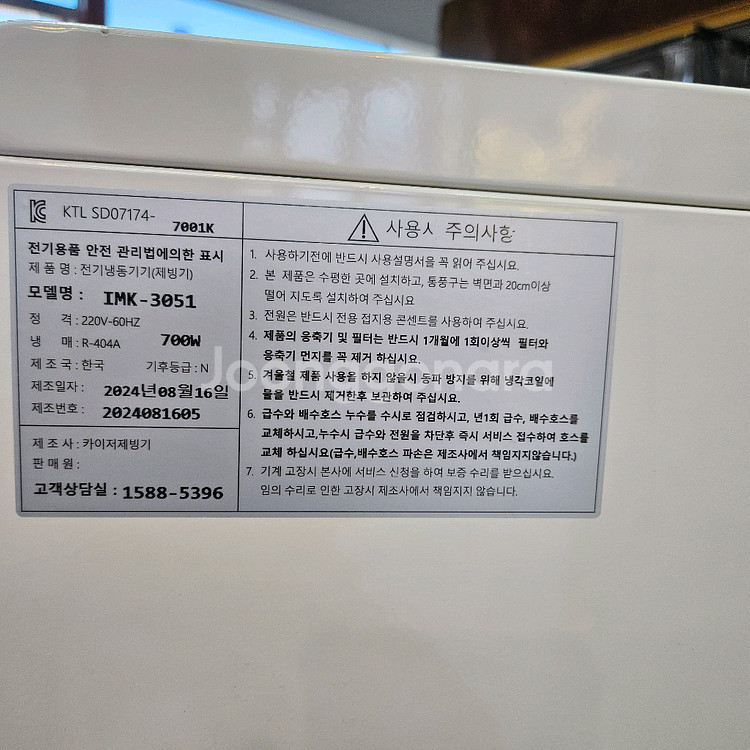 KTL SD07174-
7001K
전기용품 안전 관리법에의한 표시
제 품 명 : 전기냉동기기(제빙기)
모델명 : IMK-3051
정 격 : 220V-60HZ
냉 매 : R-404A 700W
제 조 국 : 한국 기후등급 : N
제조일자 : 2024년08월16일
제조번호 : 2024081605
제 조 사 : 카이저제빙기
판 매 원 :
고객상담실 : 1588-5396
사용시 주의사항
1. 사용하기전에 반드시 사용설명서을 꼭 읽어 주십시요.
2. 본 제품은 수평한 곳에 설치하고, 통풍구는 벽면과 20cm이상
떨어 지도록 설치하여 주십시요
3. 전원은 반드시 전용 접지용 콘센트를 사용하여 주십시요.
4. 제품의 응축기 및 필터는 반드시 1개월에 1회이상씩 필터와
응축기 먼지를 꼭 제거 하십시요.
5. 겨울철 제품 사용을 하지 않을시 동파 방지를 위해 냉각코일에
물을 반드시 제거한후 보관하여 주십시요.
6. 급수와 배수호스 누수를 수시로 점검하시고, 년1회 급수, 배수호스를
교체하시고,누수시 급수와 전원을 차단후 즉시 서비스 접수하여 호스를
교체 하십시요(급수,배수호스 파손은 제조사에서 책임지지않습니다.)
7. 기계 고장시 본사에 서비스 신청을 하여 보증 수리를 받으십시요.
임의 수리로 인한 고장시 제조사에서 책임지지 않습니다.
Joongonara